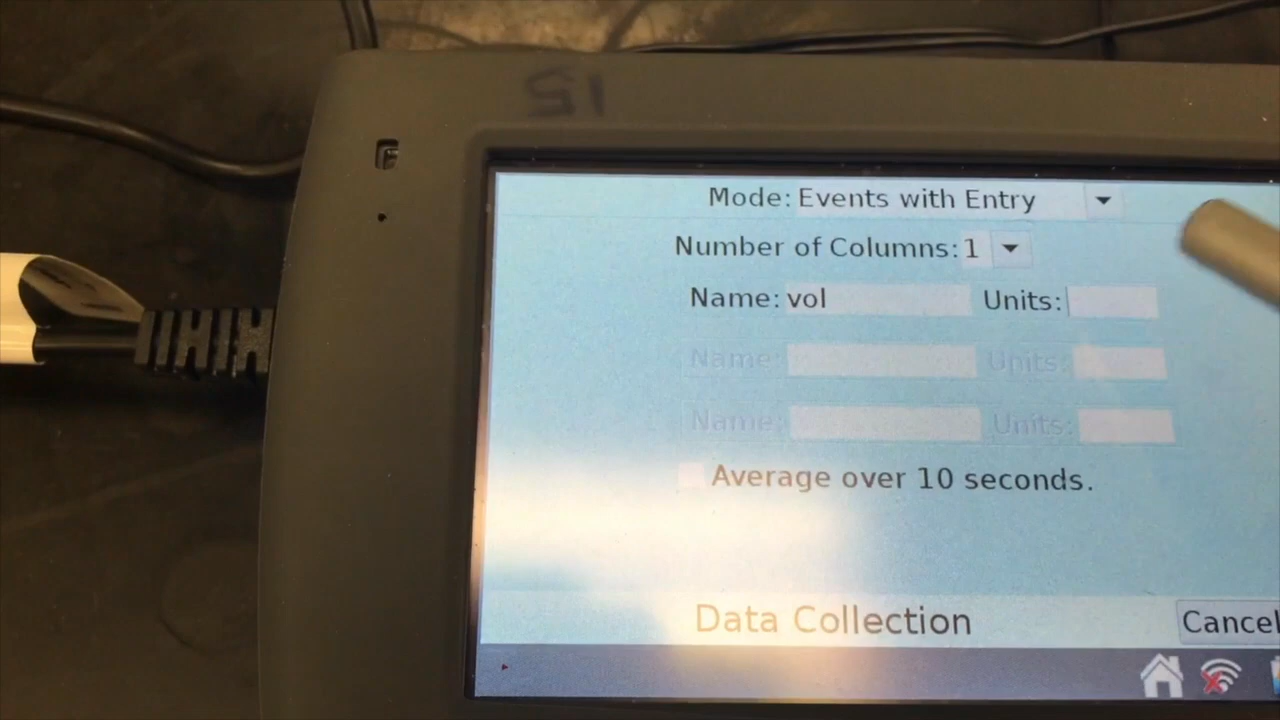 15
Mode: Events with Entry
Number of Columns: 1
Name: vol Units:
Name: Units:
Name: Units:
Average over 10 seconds.
Data Collection Cancel